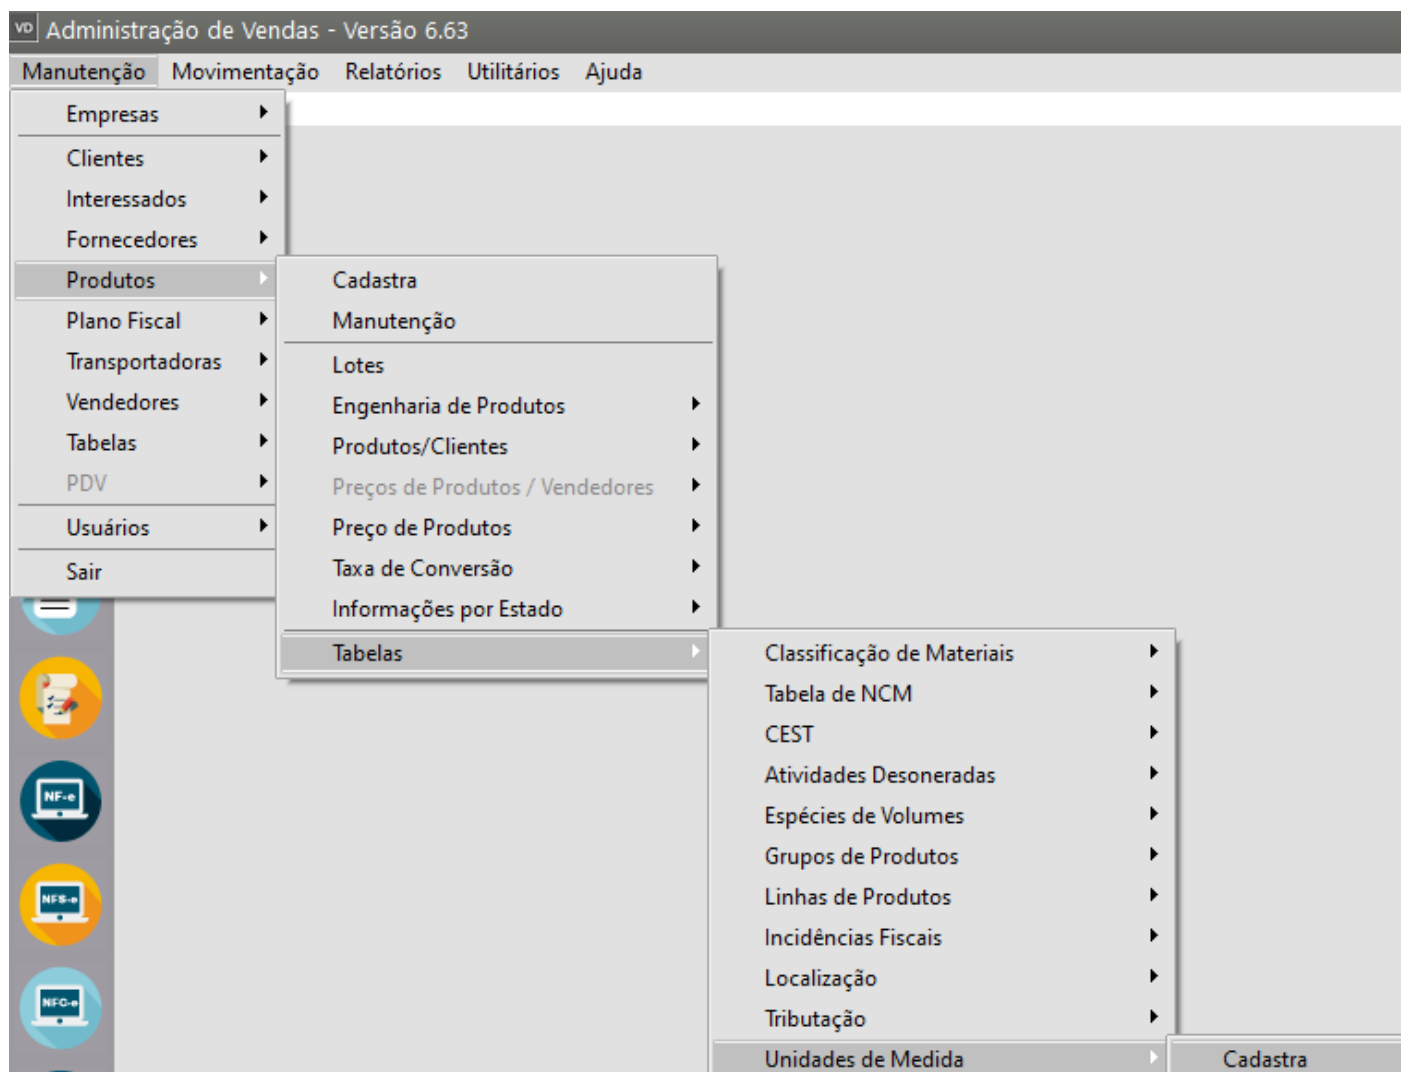 VD Administração de Vendas - Versão 6.63
Manutenção Movimentação Relatórios Utilitários Ajuda
Empresas
Clientes
Interessados
Fornecedores
Produtos
Plano Fiscal
Transportadoras
Vendedores
Tabelas
PDV
Usuários
Sair
Cadastra
Manutenção
Lotes
Engenharia de Produtos
Produtos/Clientes
Preços de Produtos / Vendedores
Preço de Produtos
Taxa de Conversão
Informações por Estado
Tabelas
Classificação de Materiais
Tabela de NCM
CEST
Atividades Desoneradas
Espécies de Volumes
Grupos de Produtos
Linhas de Produtos
Incidências Fiscais
Localização
Tributação
Unidades de Medida
Cadastra
NF-e
NFS-e
NFC-e